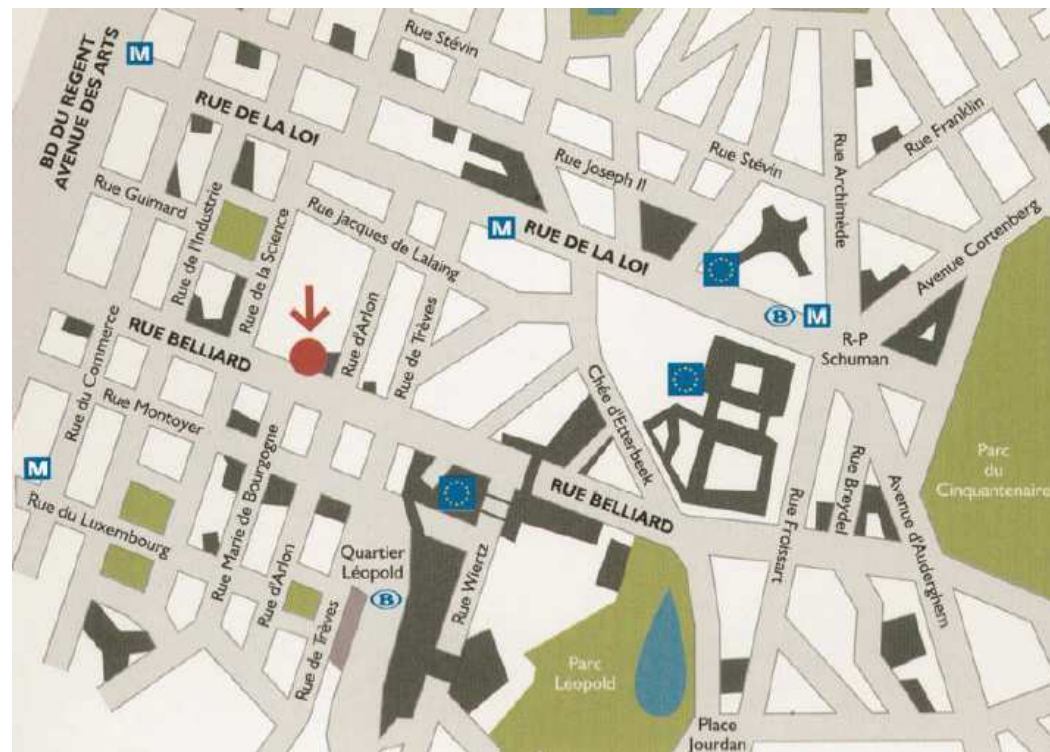 Rue Stévin
M
BD DU REGENT
AVENUE DES ARTS
RUE DE LA LOI
Rue Franklin
Rue Joseph II
Rue Stévin
Rue Archimède
Rue Guimard
Rue de l'Industrie
Rue de la Science
Rue Jacques de Lalaing
M
RUE DE LA LOI
Avenue Cortenberg
B
M
R-P
Schuman
Rue du Commerce
RUE BELLIARD
Rue d'Arlon
Rue de Trèves
Chée d'Etterbeek
Rue Montoyer
Rue Marie de Bourgogne
M
Rue du Luxembourg
RUE BELLIARD
Rue Froissart
Rue Breydel
Avenue d'Auderghem
Parc
du
Cinquantenaire
Quartier
Léopold
B
Rue Wiertz
Rue d'Arlon
Rue de Trèves
Parc
Léopold
Place
Jourdan